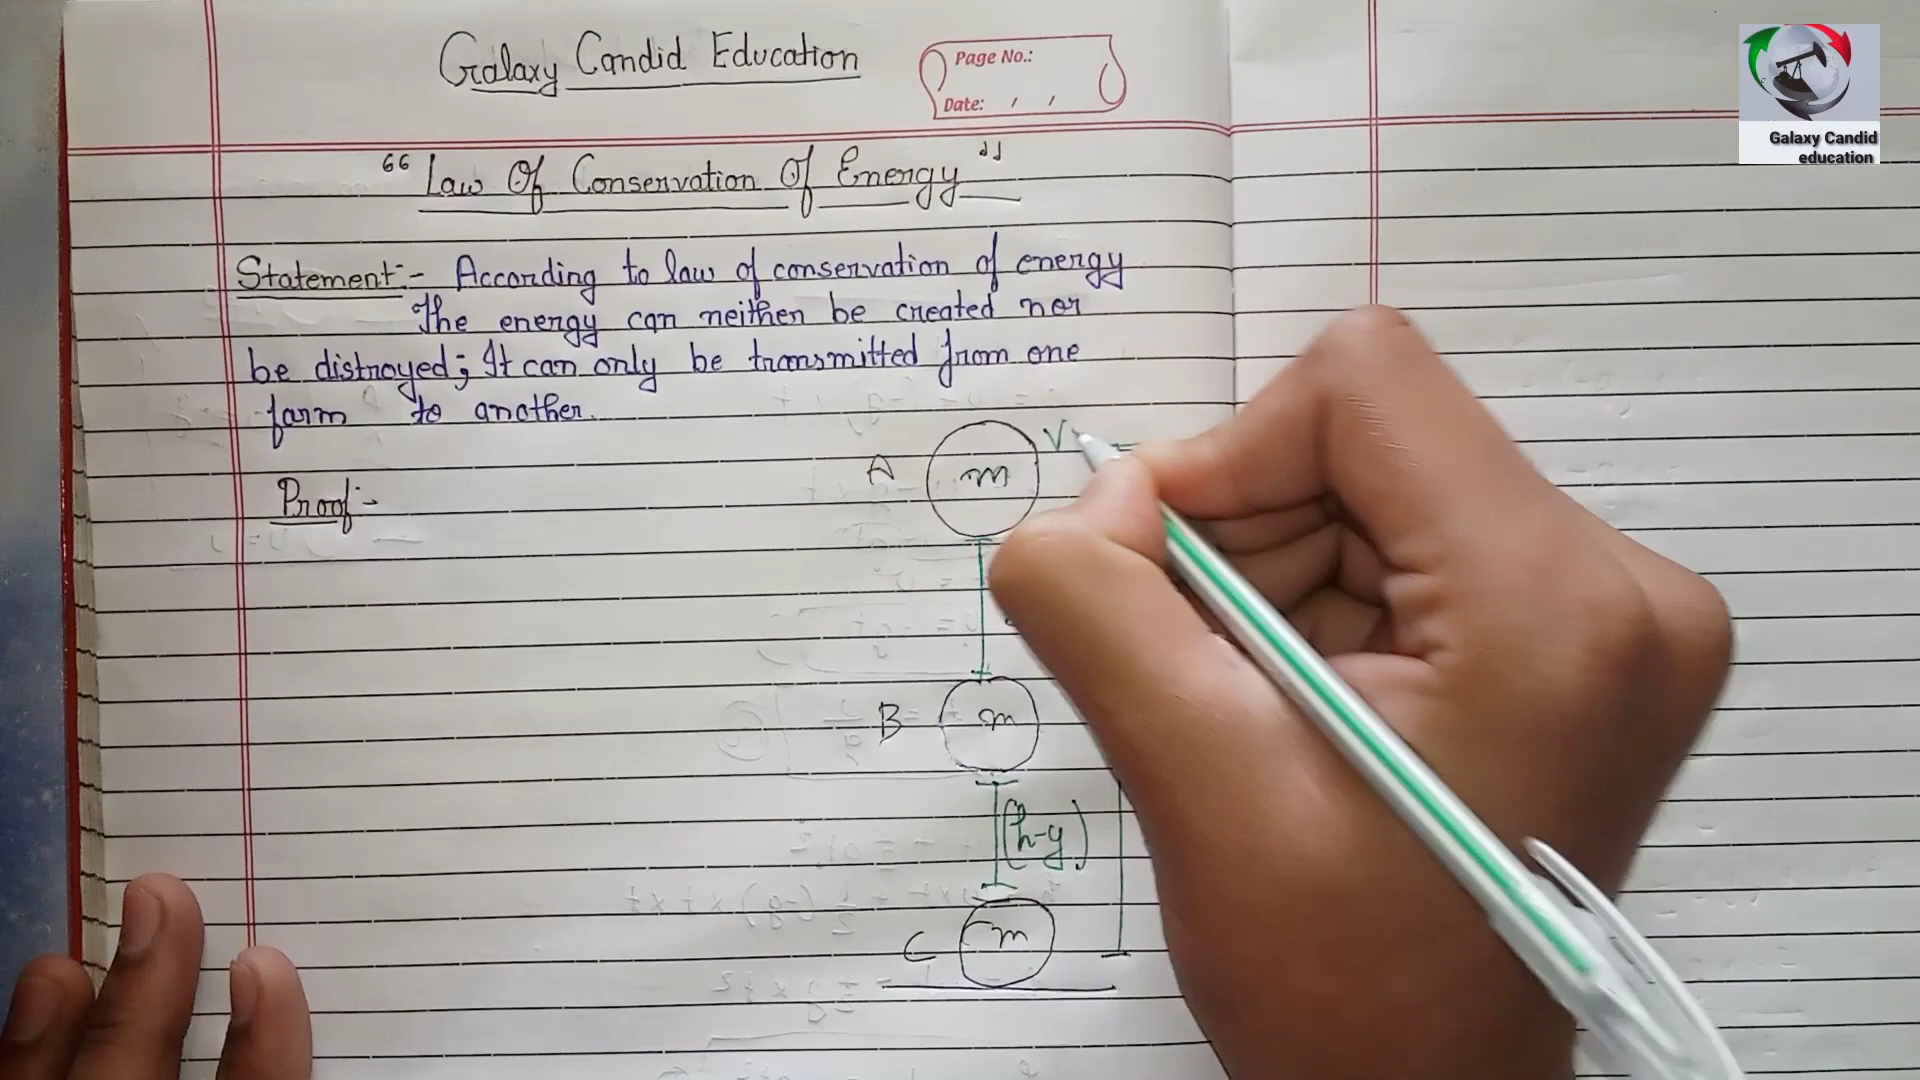 Galaxy Candid Education
Page No.:
Date: / /
Galaxy Candid
education
“ Law Of Conservation Of Energy ”
Statement:- According to law of conservation of energy
The energy can neither be created nor
be distroyed; It can only be transmitted from one
farm to another.
Proof:-
A
m
V
B
m
(h-y)
C
m